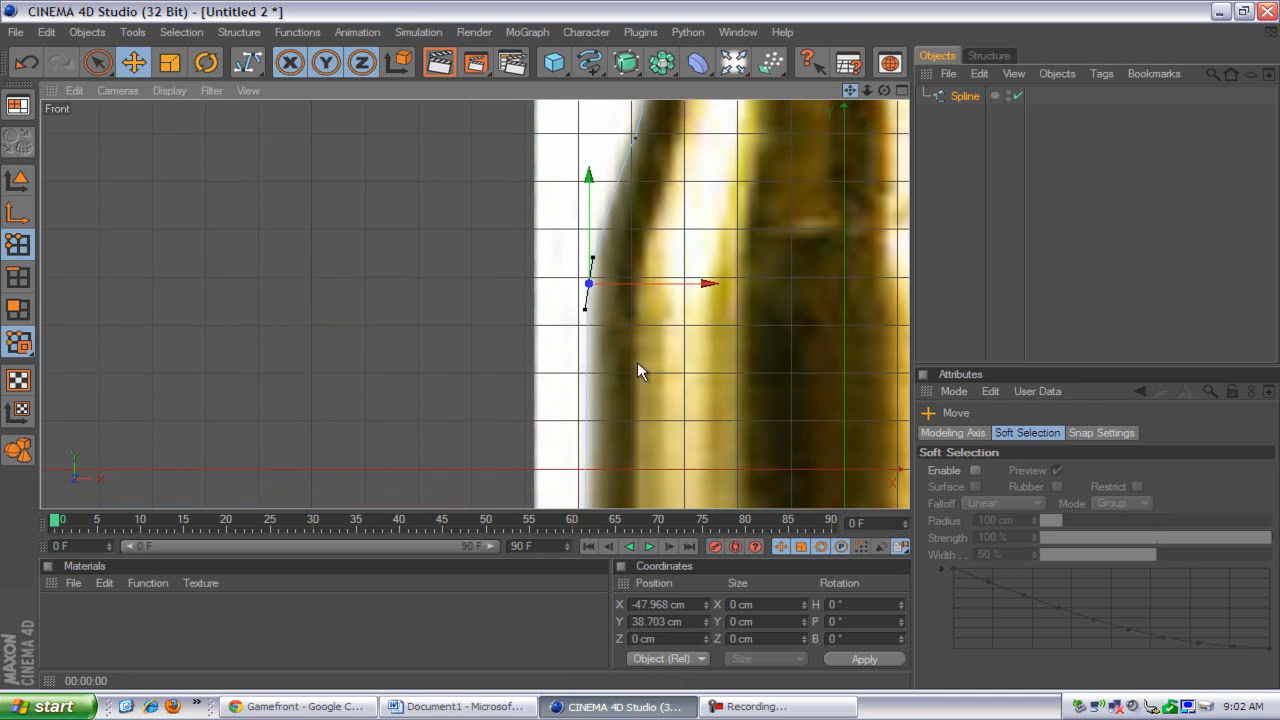 CINEMA 4D Studio (32 Bit) - [Untitled 2 *]
File Edit Objects Tools Selection Structure Functions Animation Simulation Render MoGraph Character Plugins Python Window Help
Edit Cameras Display Filter View
Front
Y
X
Y
Z X
Objects Structure
File Edit View Objects Tags Bookmarks
Spline
Attributes
Mode Edit User Data
Move
Modeling Axis Soft Selection Snap Settings
Soft Selection
Enable Preview
Surface Rubber Restrict
Falloff Linear Mode Group
Radius 100 cm
Strength 100 %
Width . . 50 %
0 5 10 15 20 25 30 35 40 45 50 55 60 65 70 75 80 85 90 0 F
0 F 0 F 90 F 90 F
Materials
File Edit Function Texture
Coordinates
Position Size Rotation
X -47.968 cm X 0 cm H 0 °
Y 38.703 cm Y 0 cm P 0 °
Z 0 cm Z 0 cm B 0 °
Object (Rel) Size Apply
MAXON
CINEMA 4D
00:00:00
start Gamefront - Google C... Document1 - Microsof... CINEMA 4D Studio (3... Recording... 9:02 AM